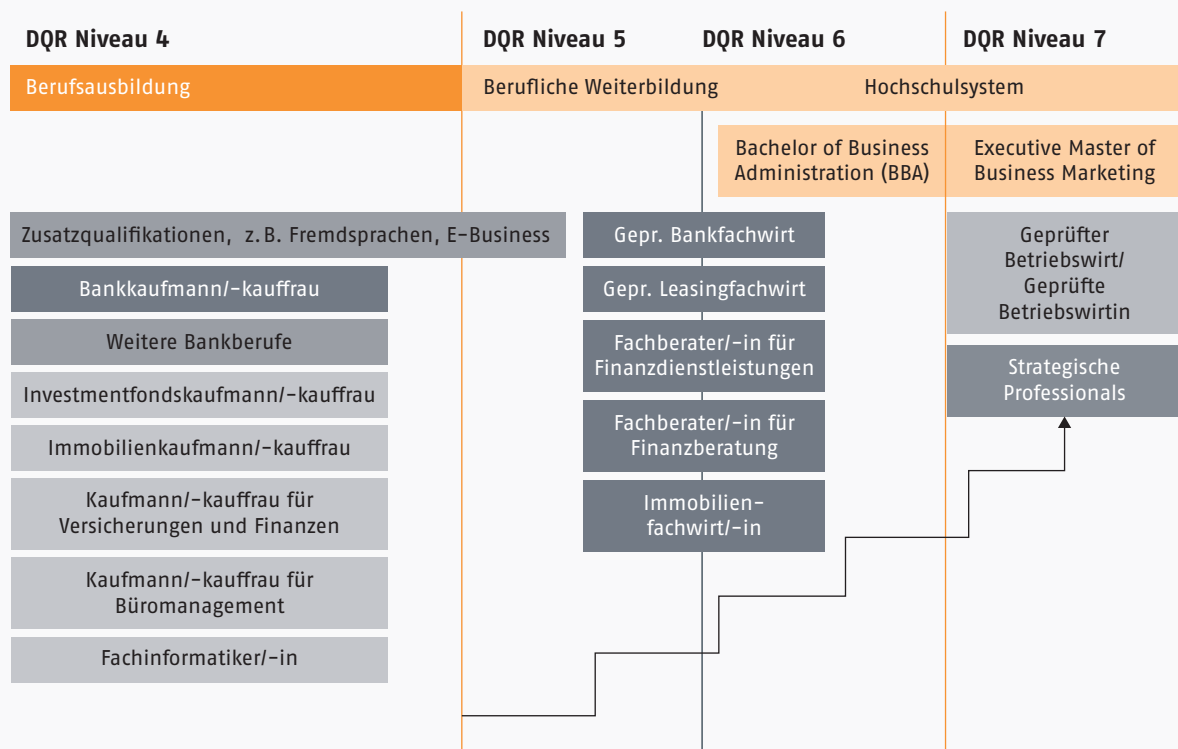 DQR Niveau 4
DQR Niveau 5
DQR Niveau 6
DQR Niveau 7
Berufsausbildung
Berufliche Weiterbildung
Hochschulsystem
Bachelor of Business
Administration (BBA)
Executive Master of
Business Marketing
Zusatzqualifikationen, z. B. Fremdsprachen, E-Business
Bankkaufmann/-kauffrau
Weitere Bankberufe
Investmentfondskaufmann/-kauffrau
Immobilienkaufmann/-kauffrau
Kaufmann/-kauffrau für
Versicherungen und Finanzen
Kaufmann/-kauffrau für
Büromanagement
Fachinformatiker/-in
Gepr. Bankfachwirt
Gepr. Leasingfachwirt
Fachberater/-in für
Finanzdienstleistungen
Fachberater/-in für
Finanzberatung
Immobilien-
fachwirt/-in
Geprüfter
Betriebswirt/
Geprüfte
Betriebswirtin
Strategische
Professionals